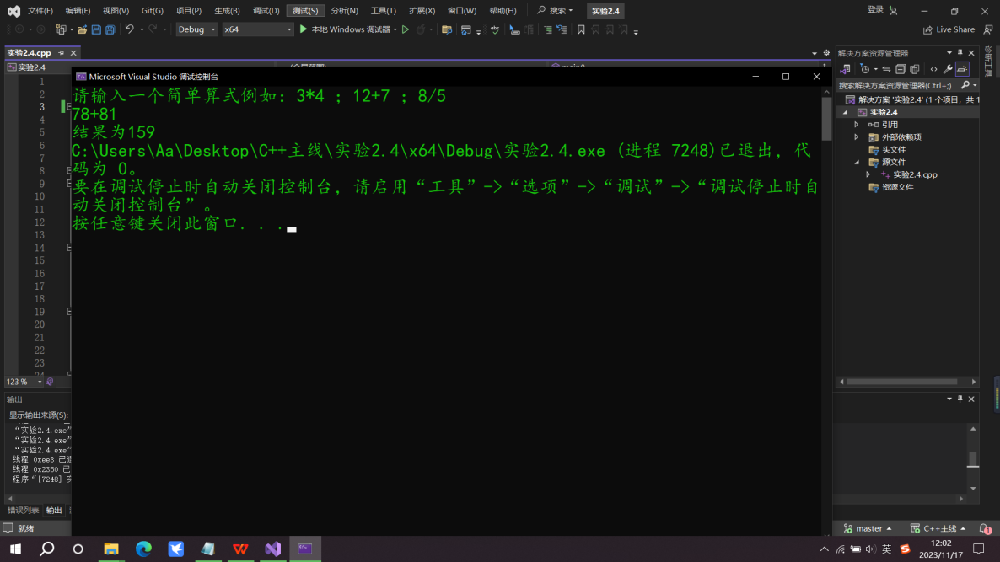 文件(F) 编辑(E) 视图(V) Git(G) 项目(P) 生成(B) 调试(D) 测试(S) 分析(N) 工具(T) 扩展(X) 窗口(W) 帮助(H) 搜索 实验2.4 登录
Debug x64 本地 Windows 调试器 Live Share
实验2.4.cpp
实验2.4
Microsoft Visual Studio 调试控制台
请输入一个简单算式例如: 3*4 ; 12+7 ; 8/5
78+81
结果为159
C:\Users\Aa\Desktop\C++主线\实验2.4\x64\Debug\实验2.4.exe (进程 7248)已退出，代
码为 0。
要在调试停止时自动关闭控制台，请启用“工具”->“选项”->“调试”->“调试停止时自
动关闭控制台”。
按任意键关闭此窗口. . .
1
2
3
4
5
6
7
8
9
10
11
12
13
14
15
16
17
18
19
20
21
22
23
24
123 %
解决方案资源管理器
搜索解决方案资源管理器(Ctrl+;)
解决方案 '实验2.4' (1 个项目，共 1
实验2.4
引用
外部依赖项
头文件
源文件
实验2.4.cpp
资源文件
诊断工具
输出
显示输出来源(S):
“实验2.4.exe”
“实验2.4.exe”
“实验2.4.exe”
线程 0xee8 已
线程 0x2350 已
程序“[7248]
错误列表 输出
就绪
master C++主线 1
英
12:02
2023/11/17